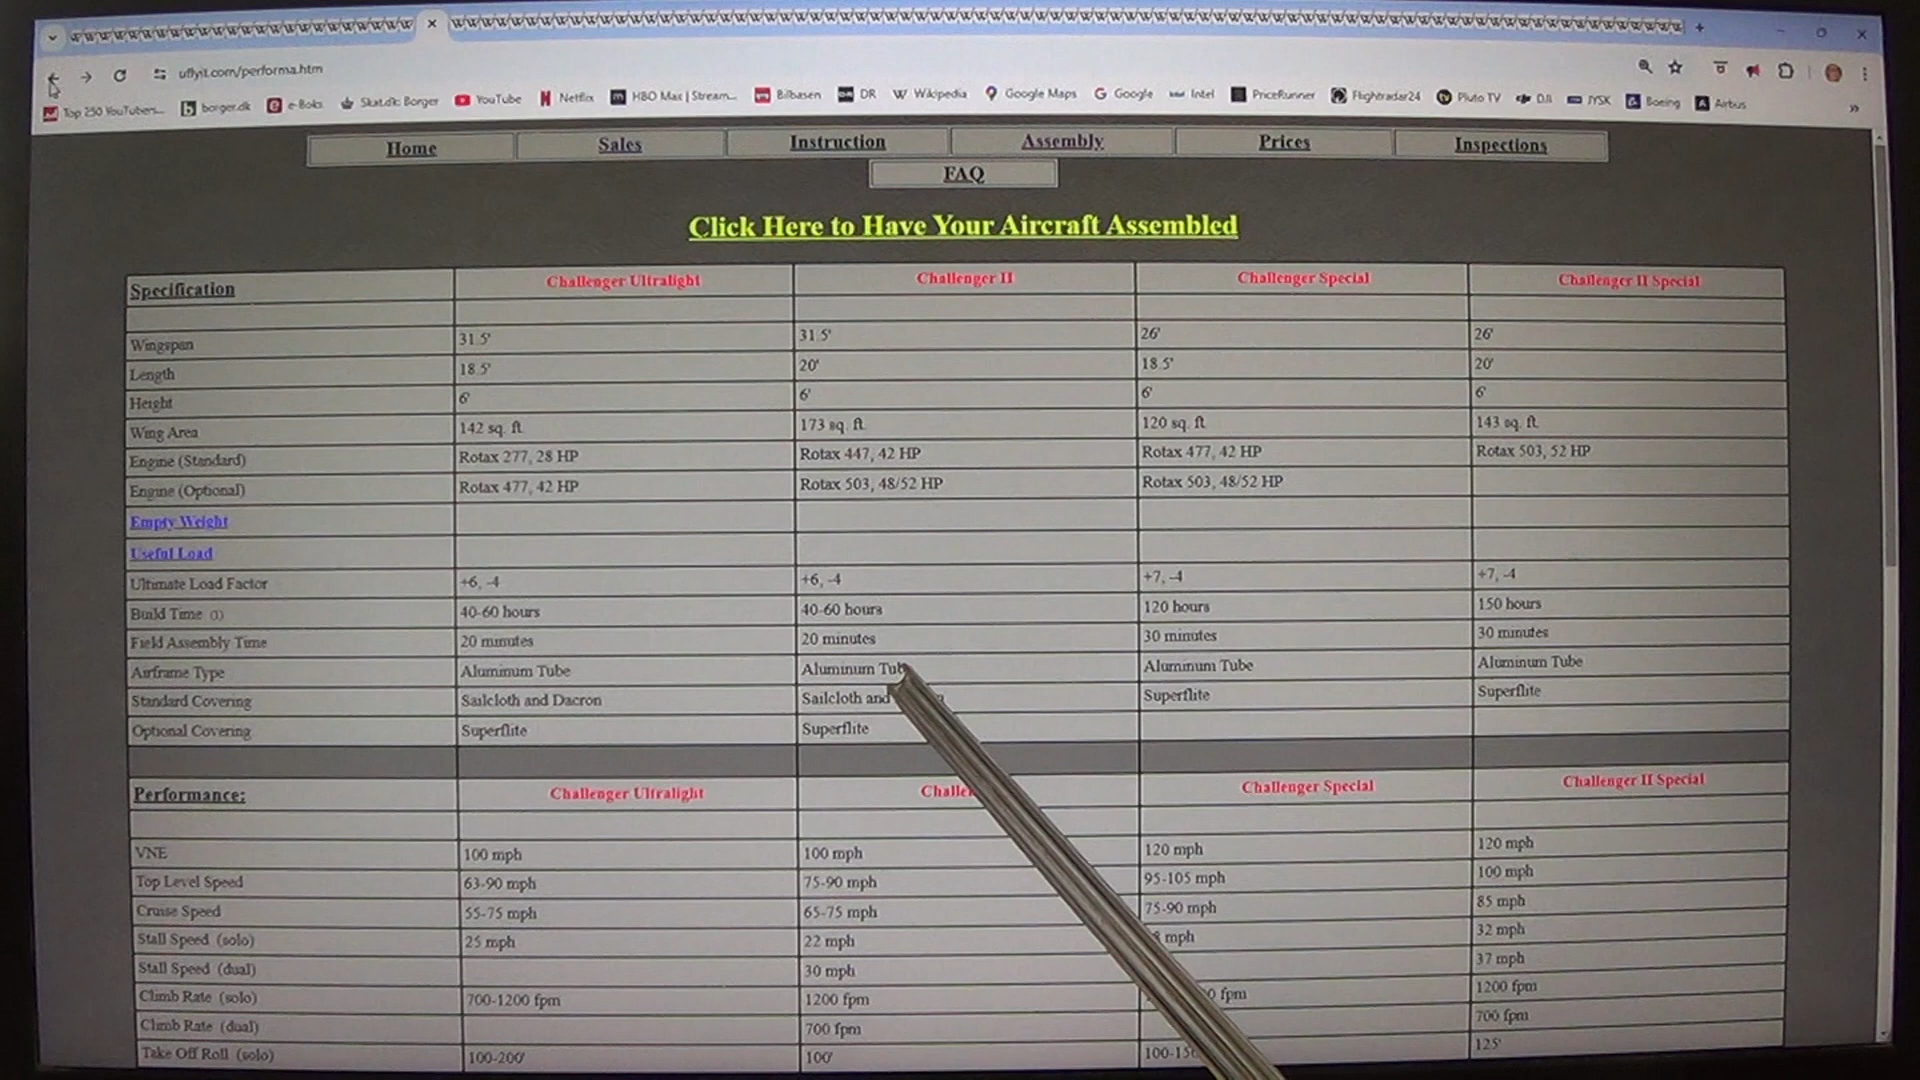 uflyit.com/performa.htm
Top 250 YouTubers... borger.dk e-Boks Skat.dk: Borger YouTube Netflix HBO Max | Stream... Bilbasen DR Wikipedia Google Maps Google Intel PriceRunner Flightradar24 Pluto TV DJI JYSK Boeing Airbus »
Home Sales Instruction Assembly Prices Inspections
FAQ
Click Here to Have Your Aircraft Assembled
Specification Challenger Ultralight Challenger II Challenger Special Challenger II Special
Wingspan 31.5' 31.5' 26' 26'
Length 18.5' 20' 18.5' 20'
Height 6' 6' 6' 6'
Wing Area 142 sq. ft. 173 sq. ft. 120 sq. ft. 143 sq. ft.
Engine (Standard) Rotax 277, 28 HP Rotax 447, 42 HP Rotax 477, 42 HP Rotax 503, 52 HP
Engine (Optional) Rotax 477, 42 HP Rotax 503, 48/52 HP Rotax 503, 48/52 HP
Empty Weight
Useful Load
Ultimate Load Factor +6, -4 +6, -4 +7, -4 +7, -4
Build Time (1) 40-60 hours 40-60 hours 120 hours 150 hours
Field Assembly Time 20 minutes 20 minutes 30 minutes 30 minutes
Airframe Type Aluminum Tube Aluminum Tub Aluminum Tube Aluminum Tube
Standard Covering Sailcloth and Dacron Sailcloth and Superflite Superflite
Optional Covering Superflite Superflite
Performance: Challenger Ultralight Challe Challenger Special Challenger II Special
VNE 100 mph 100 mph 120 mph 120 mph
Top Level Speed 63-90 mph 75-90 mph 95-105 mph 100 mph
Cruise Speed 55-75 mph 65-75 mph 75-90 mph 85 mph
Stall Speed (solo) 25 mph 22 mph mph 32 mph
Stall Speed (dual) 30 mph 37 mph
Climb Rate (solo) 700-1200 fpm 1200 fpm fpm 1200 fpm
Climb Rate (dual) 700 fpm 700 fpm
Take Off Roll (solo) 100-200' 100' 100-15 125'